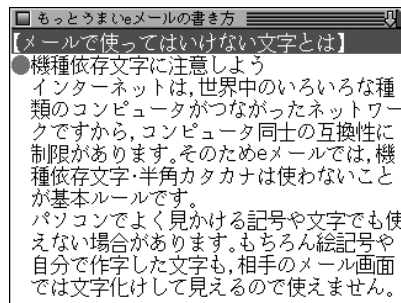 もっとうまいeメールの書き方
【メールで使ってはいけない文字とは】
●機種依存文字に注意しよう
インターネットは,世界中のいろいろな種
類のコンピュータがつながったネットワー
クですから,コンピュータ同士の互換性に
制限があります。そのためeメールでは,機
種依存文字･半角カタカナは使わないこと
が基本ルールです。
パソコンでよく見かける記号や文字でも使
えない場合があります。もちろん絵記号や
自分で作字した文字も,相手のメール画面
では文字化けして見えるので使えません。